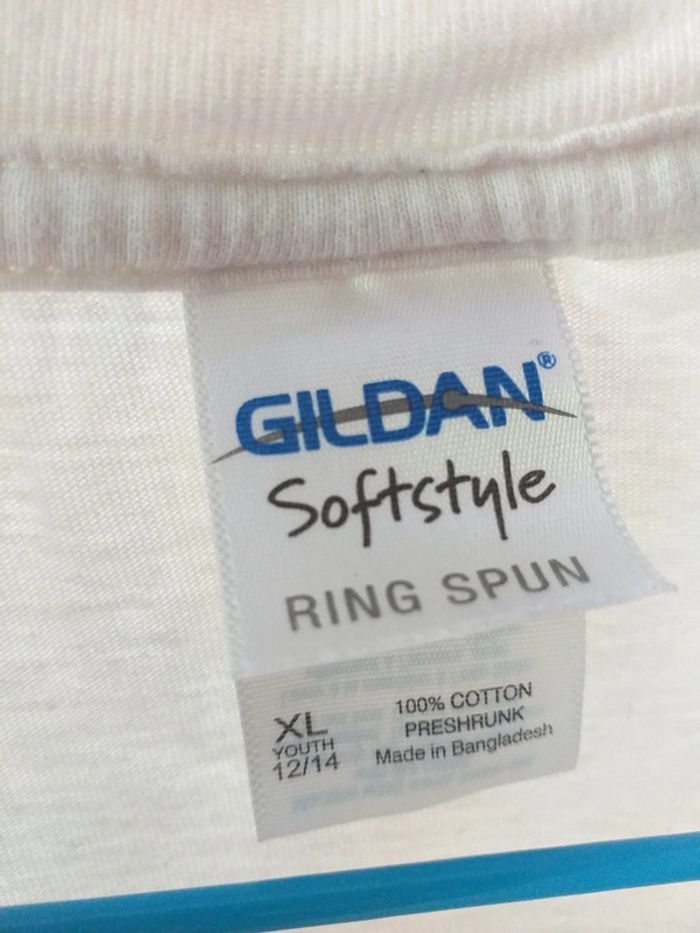 GILDAN®
Softstyle
RING SPUN
XL
YOUTH
12/14
100% COTTON
PRESHRUNK
Made in Bangladesh